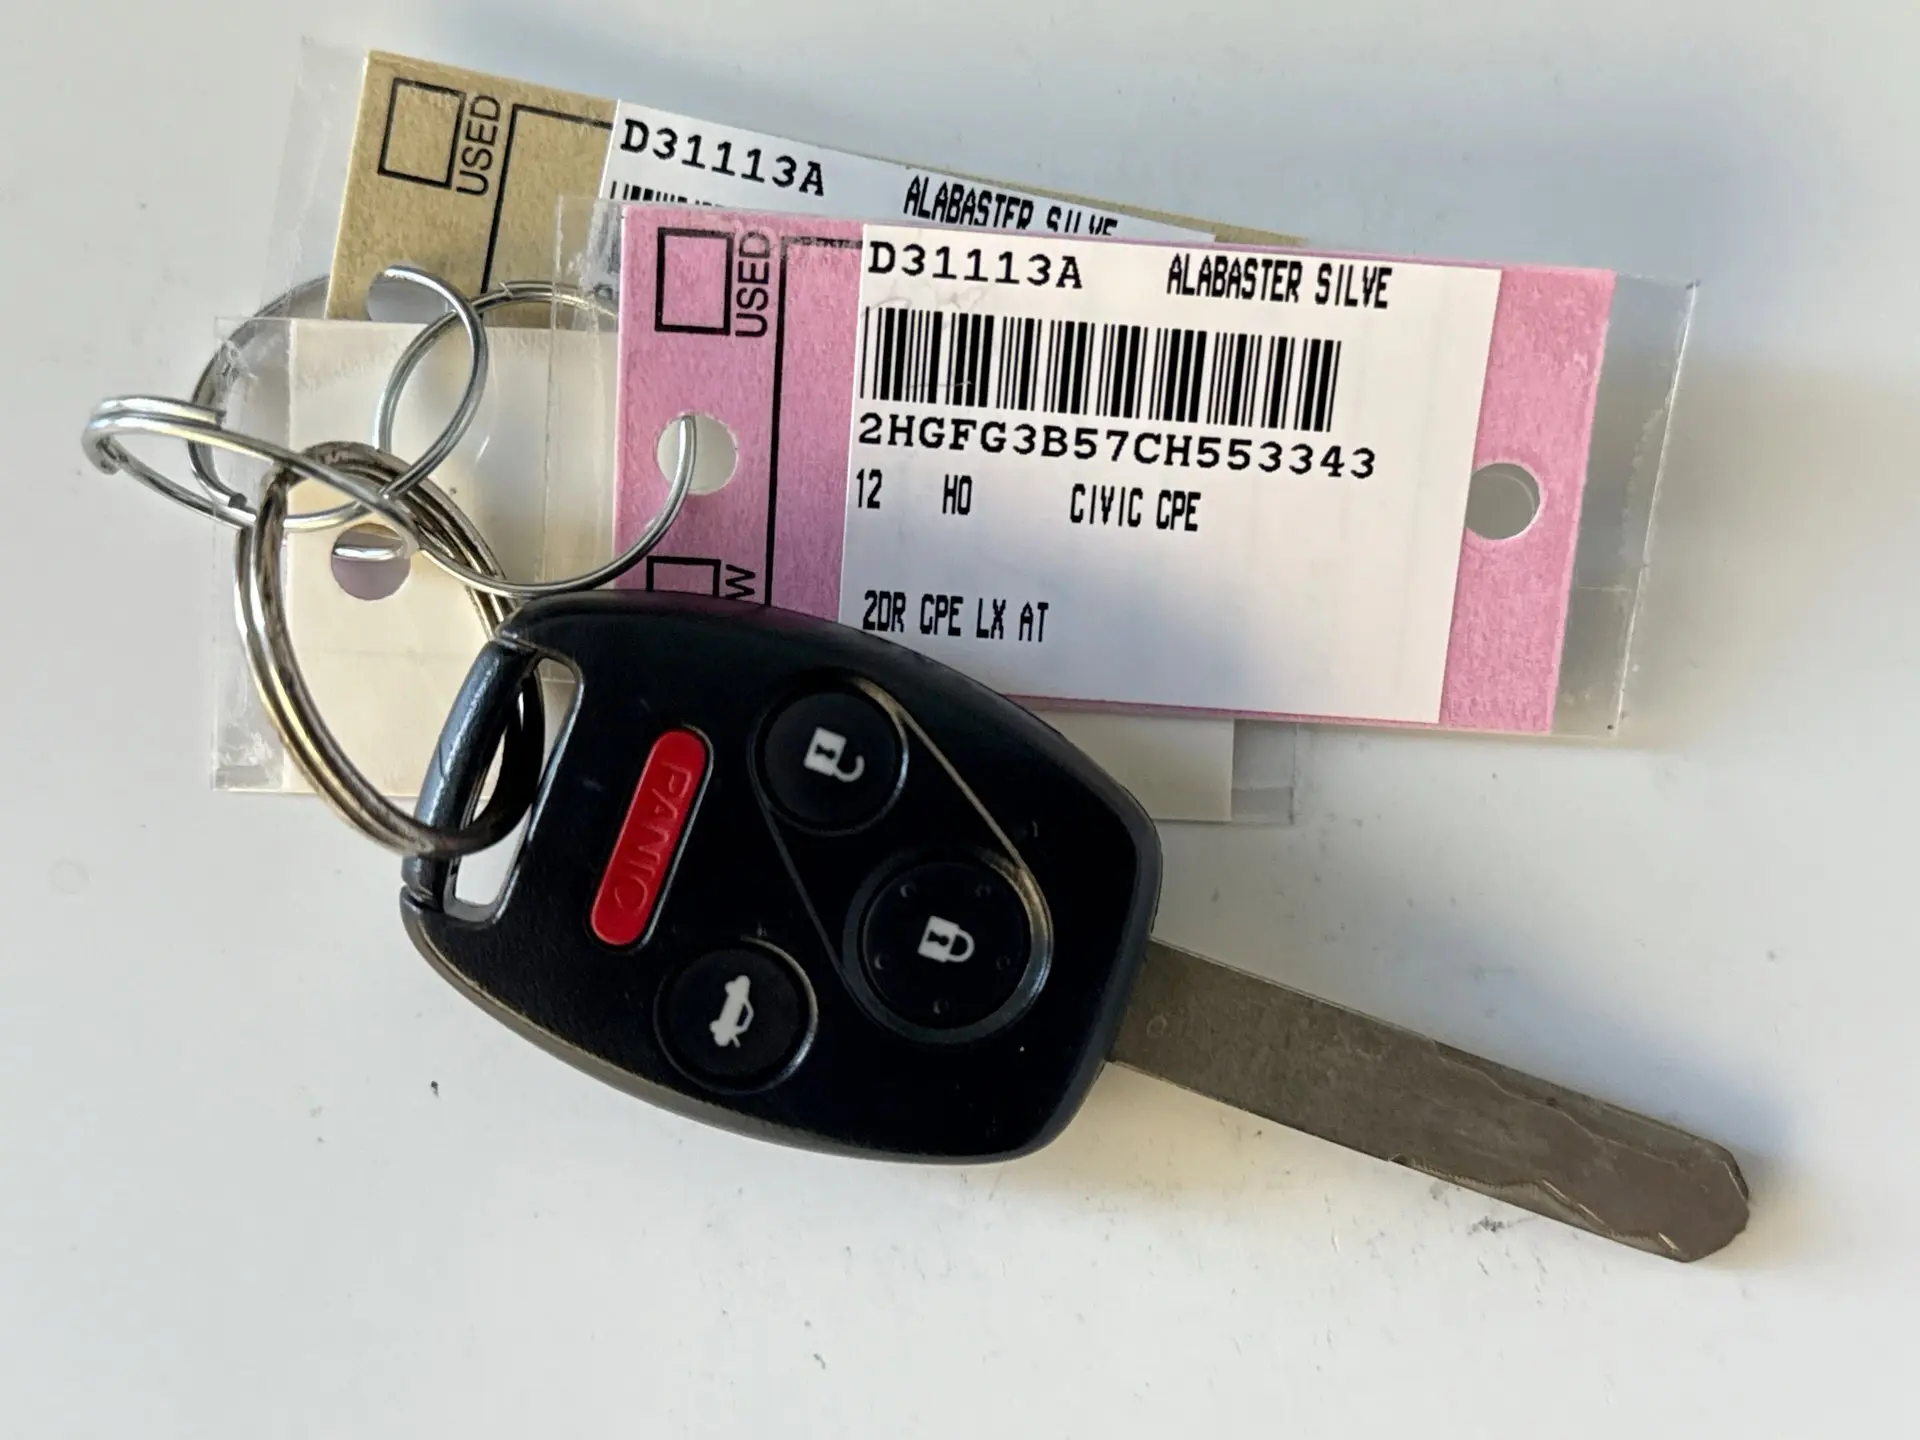 USED
D31113A ALABASTER SILVE
USED
D31113A ALABASTER SILVE
2HGFG3B57CH553343
12 HO CIVIC CPE
2DR CPE LX AT
W
PANIC